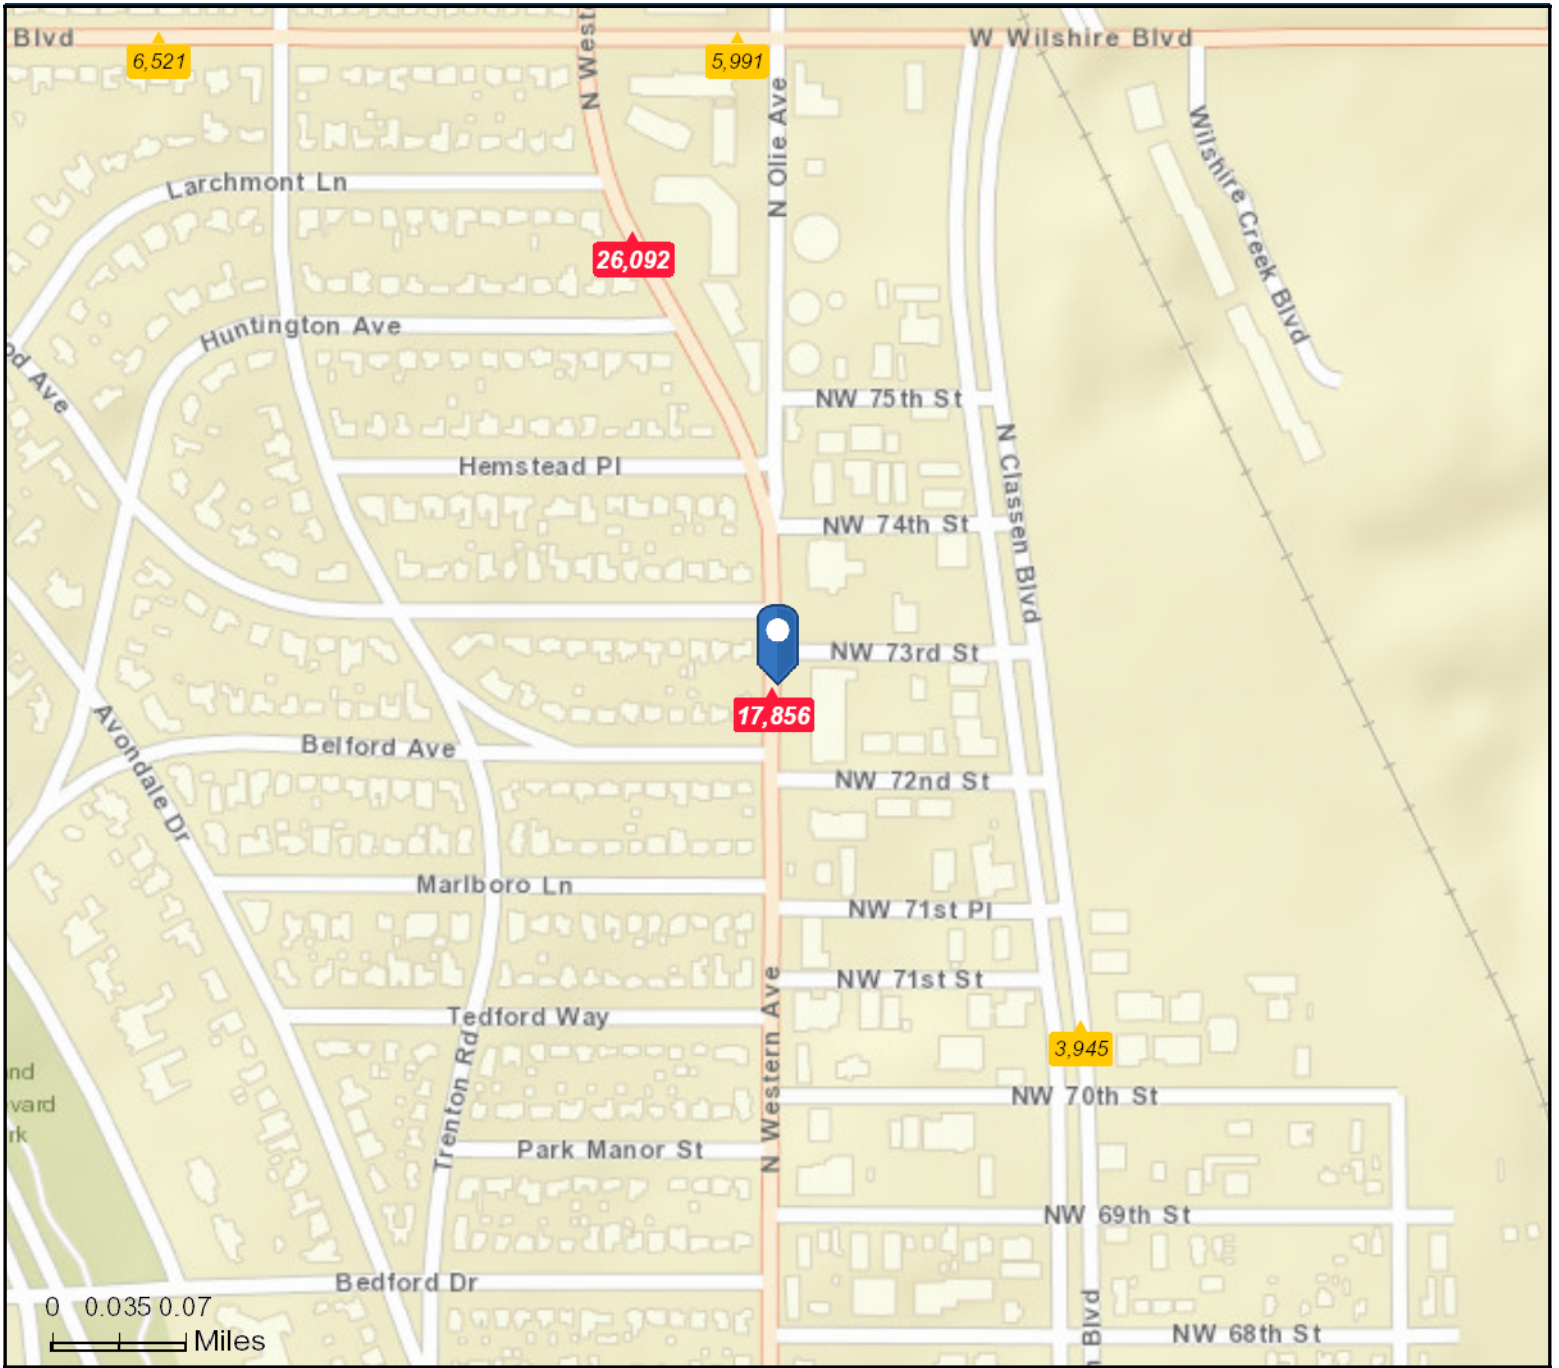 Blvd
6,521
N West
5,991
W Wilshire Blvd
N Olie Ave
Wilshire Creek Blvd
Larchmont Ln
26,092
Huntington Ave
od Ave
NW 75th St
N Classen Blvd
Hemstead Pl
NW 74th St
NW 73rd St
17,856
Avondale Dr
Belford Ave
NW 72nd St
Marlboro Ln
NW 71st Pl
NW 71st St
Tedford Way
N Western Ave
3,945
nd
vard
rk
Trenton Rd
NW 70th St
Park Manor St
NW 69th St
Bedford Dr
0 0.035 0.07
Miles
n Blvd
NW 68th St